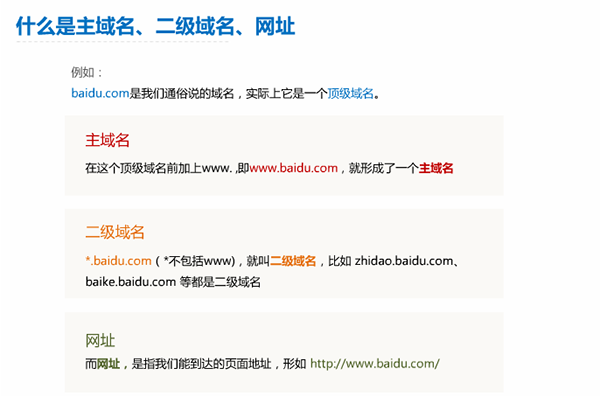 什么是主域名、二级域名、网址
例如：
baidu.com是我们通俗说的域名，实际上它是一个顶级域名。
主域名
在这个顶级域名前加上www. ,即www.baidu.com，就形成了一个主域名
二级域名
*.baidu.com（ *不包括www)，就叫二级域名，比如 zhidao.baidu.com、
baike.baidu.com 等都是二级域名
网址
而网址，是指我们能到达的页面地址，形如 http://www.baidu.com/